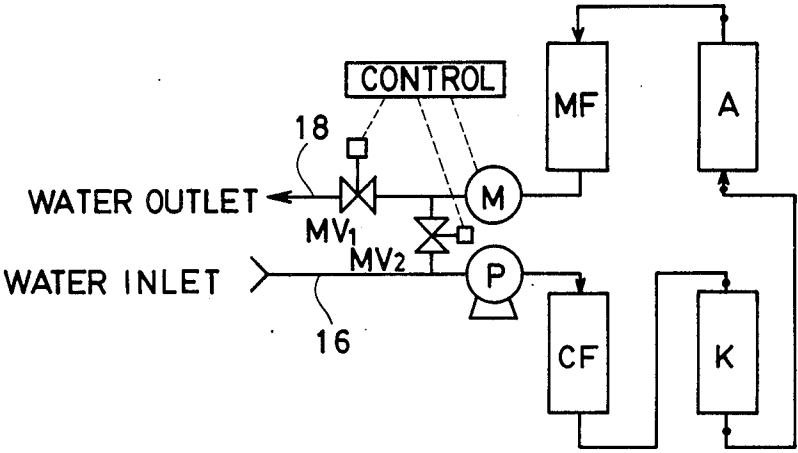 CONTROL
MF
A
18
WATER OUTLET
M
MV1
MV2
WATER INLET
P
16
CF
K